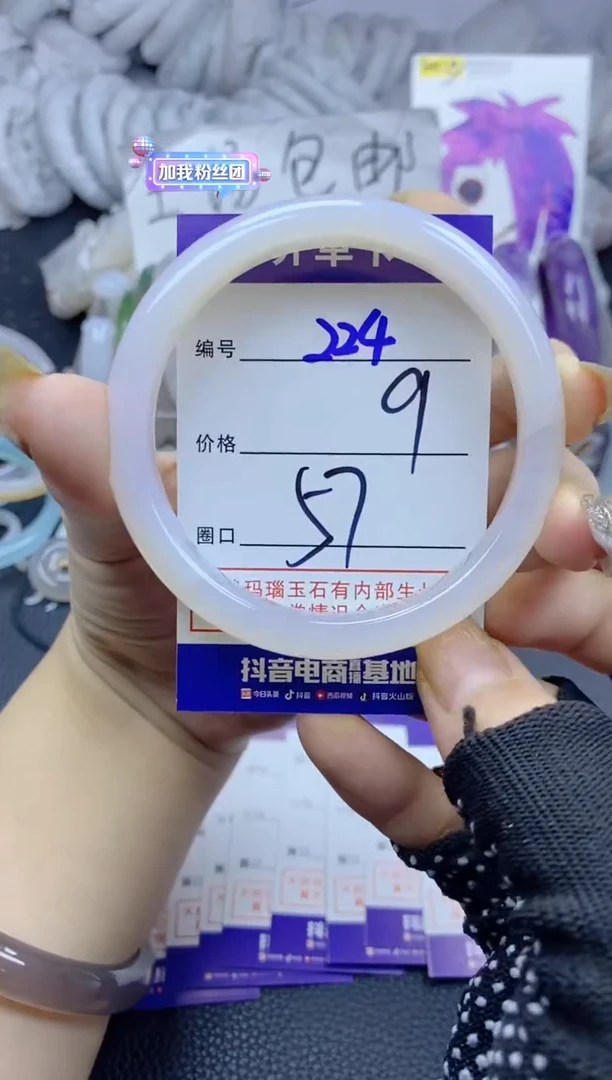 加我粉丝团
包邮
编号 224
价格 9
圈口 57
玛瑙玉石有内部生
抖音电商直播基地
今日头条 抖音 西瓜视频 抖音火山版